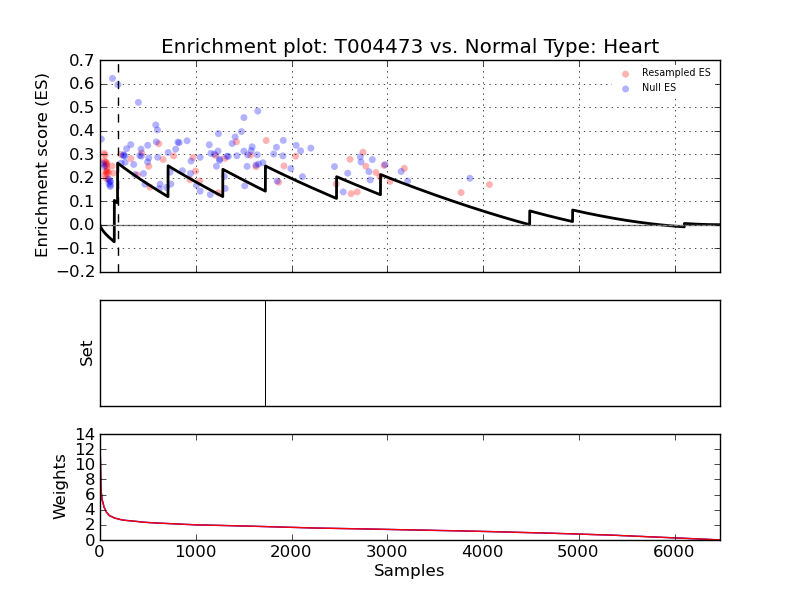 Enrichment plot: T004473 vs. Normal Type: Heart
Enrichment score (ES)
0.7
0.6
0.5
0.4
0.3
0.2
0.1
0.0
−0.1
−0.2
Resampled ES
Null ES
Set
Weights
14
12
10
8
6
4
2
0
0 1000 2000 3000 4000 5000 6000
Samples